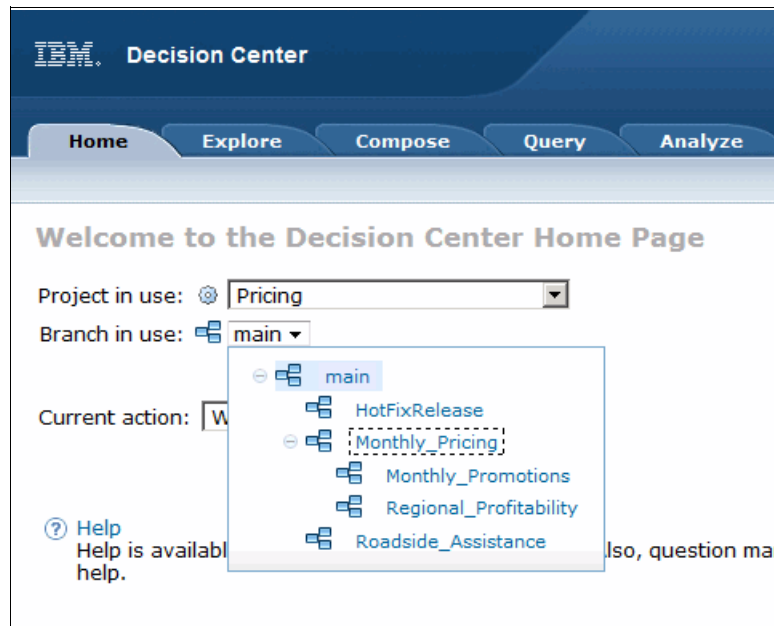 IBM. Decision Center
Home Explore Compose Query Analyze
Welcome to the Decision Center Home Page
Project in use: Pricing
Branch in use: main
main
HotFixRelease
Current action: W
Monthly_Pricing
Monthly_Promotions
Regional_Profitability
Roadside_Assistance
Help
Help is availabl lso, question ma
help.